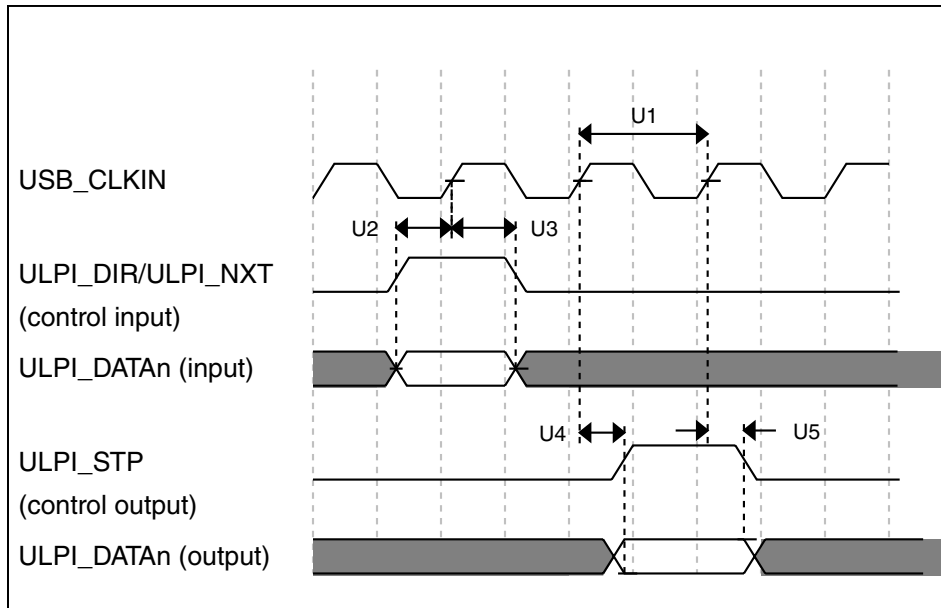 U1
USB_CLKIN
U2
U3
ULPI_DIR/ULPI_NXT
(control input)
ULPI_DATAn (input)
U4
U5
ULPI_STP
(control output)
ULPI_DATAn (output)